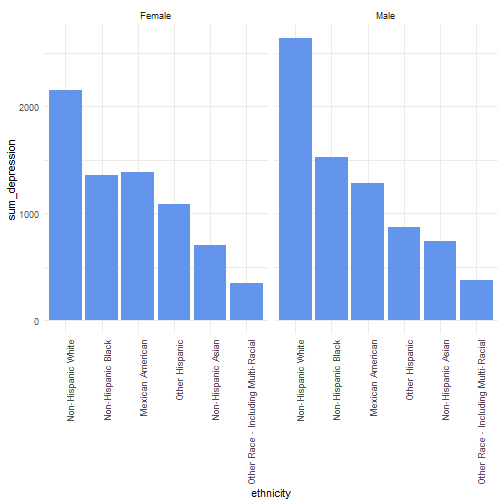 Female
Male
sum_depression
2000
1000
0
Non-Hispanic White
Non-Hispanic Black
Mexican American
Other Hispanic
Non-Hispanic Asian
Other Race - Including Multi-Racial
Non-Hispanic White
Non-Hispanic Black
Mexican American
Other Hispanic
Non-Hispanic Asian
Other Race - Including Multi-Racial
ethnicity